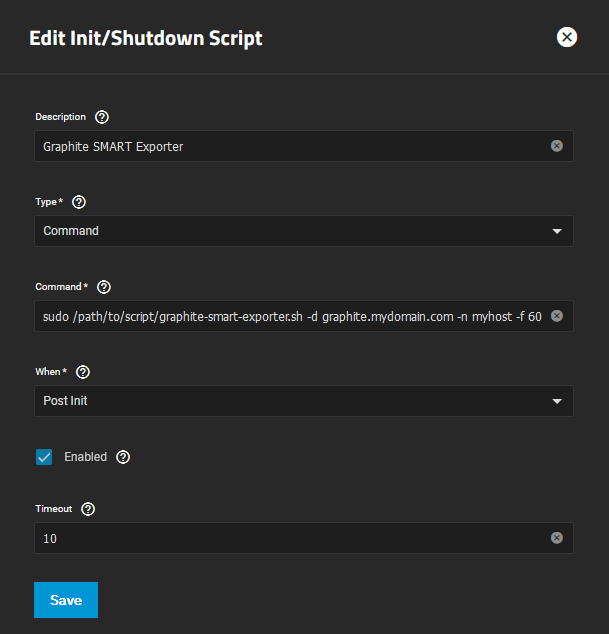 Edit Init/Shutdown Script
Description
Graphite SMART Exporter
Type *
Command
Command *
sudo /path/to/script/graphite-smart-exporter.sh -d graphite.mydomain.com -n myhost -f 60
When *
Post Init
Enabled
Timeout
10
Save